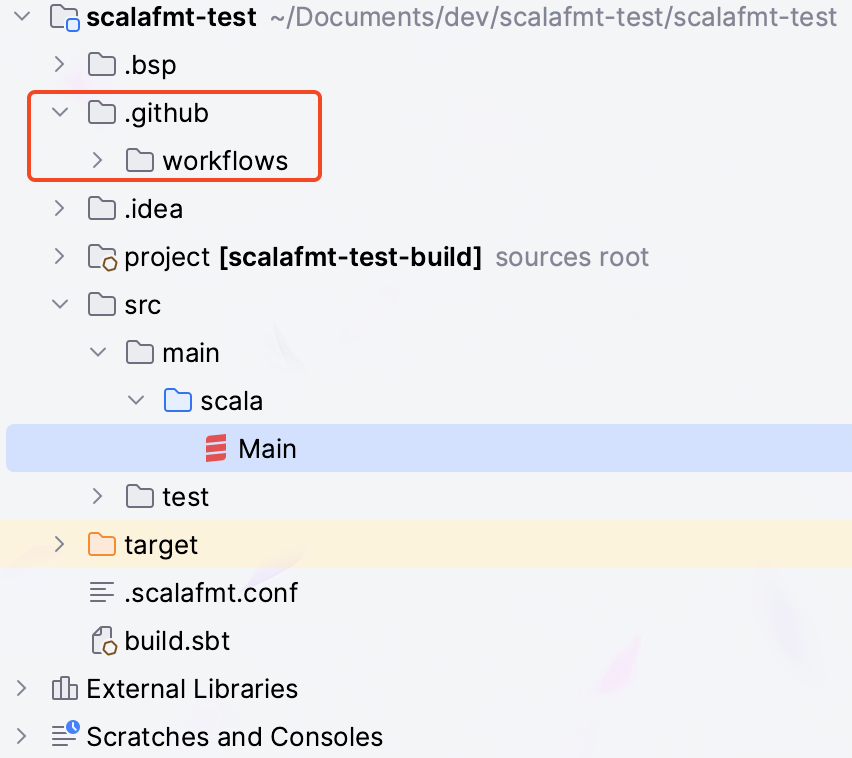 scalafmt-test ~/Documents/dev/scalafmt-test/scalafmt-test
.bsp
.github
workflows
.idea
project [scalafmt-test-build] sources root
src
main
scala
Main
test
target
.scalafmt.conf
build.sbt
External Libraries
Scratches and Consoles